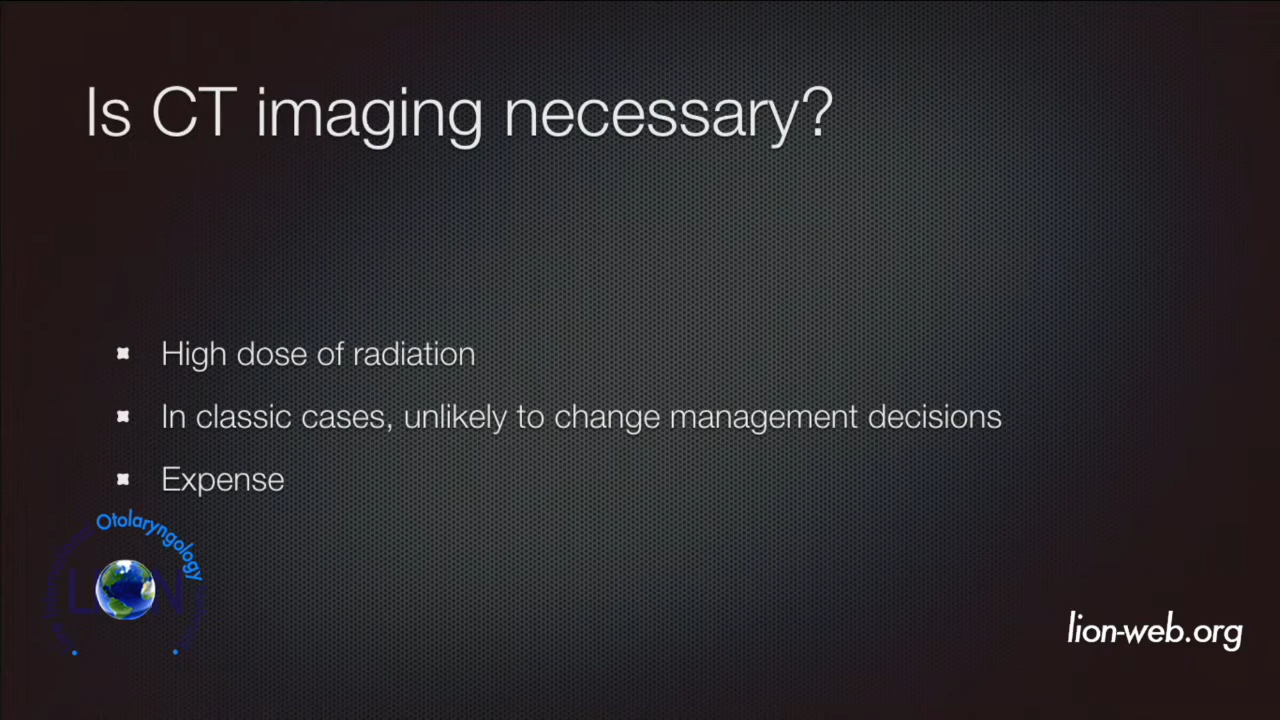 Is CT imaging necessary?
High dose of radiation
In classic cases, unlikely to change management decisions
Expense
Otolaryngology
LION
lion-web.org